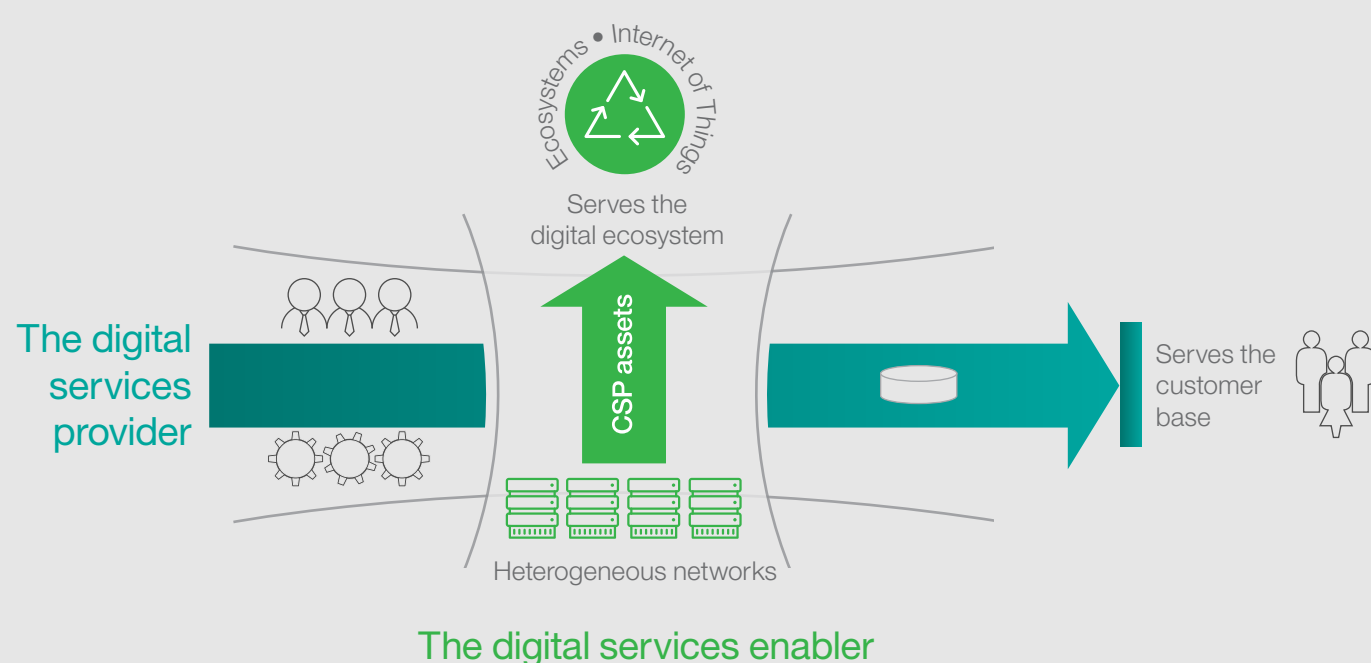 Ecosystems • Internet of Things
Serves the
digital ecosystem
CSP assets
The digital
services
provider
Serves the
customer
base
Heterogeneous networks
The digital services enabler